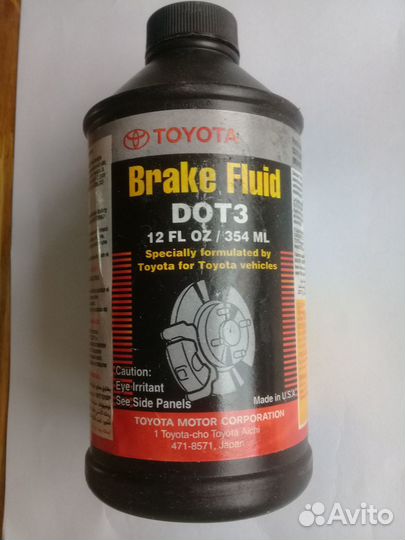 TOYOTA
Brake Fluid
DOT3
12 FL OZ / 354 ML
Specially formulated by
Toyota for Toyota vehicles
Caution:
Eye Irritant
See Side Panels
Made in U.S.A.
TOYOTA MOTOR CORPORATION
1 Toyota-cho Toyota Aichi
471-8571, Japan
Avito